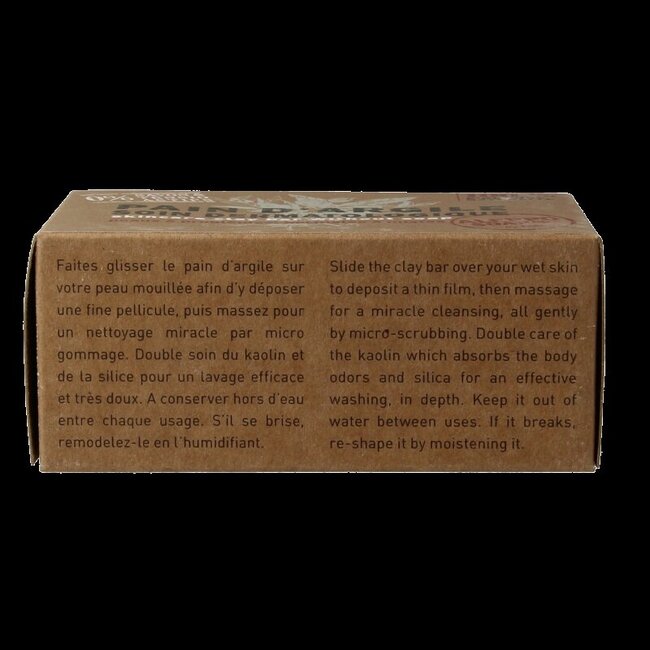 PAIN D'ARGILE
Faites glisser le pain d'argile sur
votre peau mouillée afin d'y déposer
une fine pellicule, puis massez pour
un nettoyage miracle par micro
gommage. Double soin du kaolin et
de la silice pour un lavage efficace
et très doux. A conserver hors d'eau
entre chaque usage. S'il se brise,
remodelez-le en l'humidifiant.
Slide the clay bar over your wet skin
to deposit a thin film, then massage
for a miracle cleansing, all gently
by micro-scrubbing. Double care of
the kaolin which absorbs the body
odors and silica for an effective
washing, in depth. Keep it out of
water between uses. If it breaks,
re-shape it by moistening it.